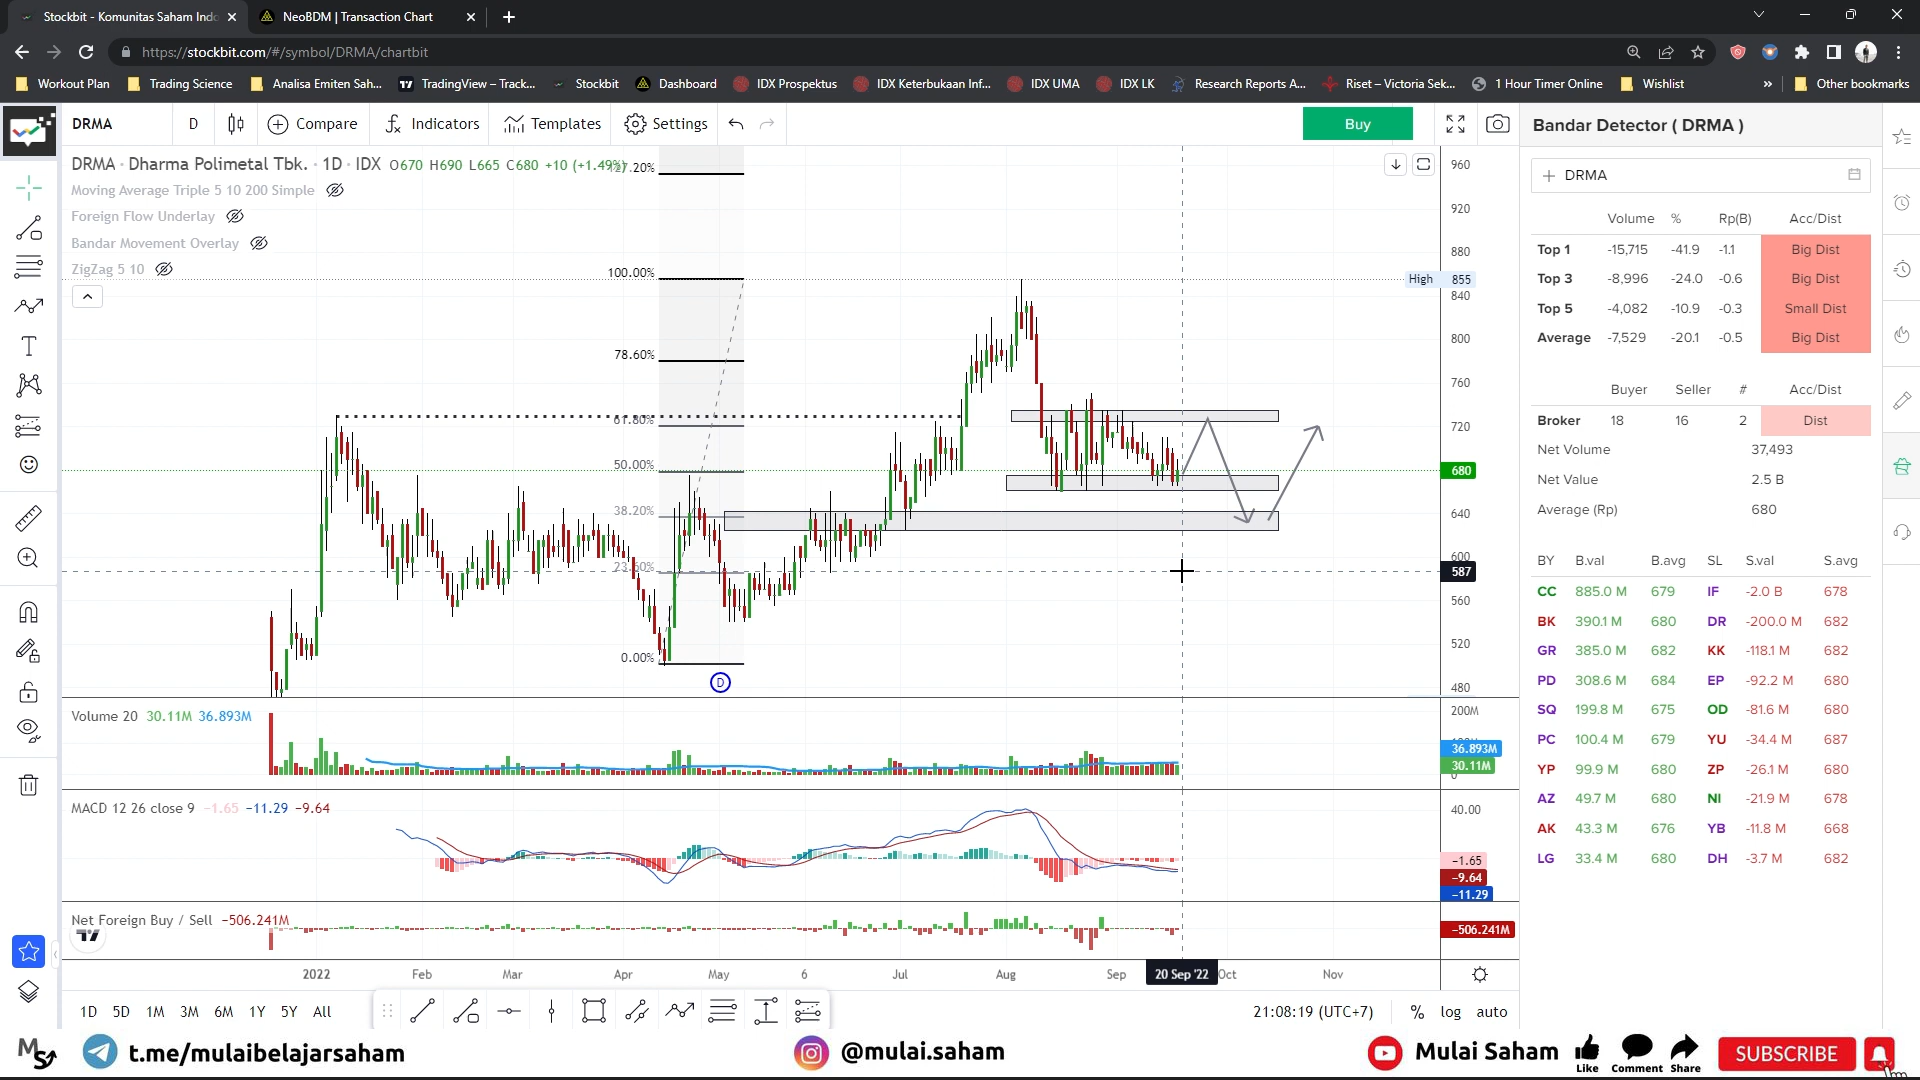 Stockbit - Komunitas Saham Indo
NeoBDM | Transaction Chart
https://stockbit.com/#/symbol/DRMA/chartbit
Workout Plan
Trading Science
Analisa Emiten Sah...
TradingView – Track...
Stockbit
Dashboard
IDX Prospektus
IDX Keterbukaan Inf...
IDX UMA
IDX LK
Research Reports A...
Riset – Victoria Sek...
1 Hour Timer Online
Wishlist
»
Other bookmarks
DRMA D Compare Indicators Templates Settings Buy
DRMA · Dharma Polimetal Tbk. · 1D · IDX O670 H690 L665 C680 +10 (+1.49%)
Moving Average Triple 5 10 200 Simple
Foreign Flow Underlay
Bandar Movement Overlay
ZigZag 5 10
127.20%
100.00%
78.60%
61.80%
50.00%
38.20%
23.60%
0.00%
D
960
920
880
High 855
840
800
760
720
680
640
600
587
560
520
480
Volume 20 30.11M 36.893M
200M
36.893M
30.11M
0
MACD 12 26 close 9 −1.65 −11.29 −9.64
40.00
−1.65
−9.64
−11.29
Net Foreign Buy / Sell −506.241M
−506.241M
2022 Feb Mar Apr May 6 Jul Aug Sep 20 Sep '22 Oct Nov
1D 5D 1M 3M 6M 1Y 5Y All
21:08:19 (UTC+7) % log auto
Bandar Detector ( DRMA )
DRMA
Volume % Rp(B) Acc/Dist
Top 1 -15,715 -41.9 -1.1 Big Dist
Top 3 -8,996 -24.0 -0.6 Big Dist
Top 5 -4,082 -10.9 -0.3 Small Dist
Average -7,529 -20.1 -0.5 Big Dist
Buyer Seller # Acc/Dist
Broker 18 16 2 Dist
Net Volume 37,493
Net Value 2.5 B
Average (Rp) 680
BY B.val B.avg SL S.val S.avg
CC 885.0 M 679 IF -2.0 B 678
BK 390.1 M 680 DR -200.0 M 682
GR 385.0 M 682 KK -118.1 M 682
PD 308.6 M 684 EP -92.2 M 680
SQ 199.8 M 675 OD -81.6 M 680
PC 100.4 M 679 YU -34.4 M 687
YP 99.9 M 680 ZP -26.1 M 680
AZ 49.7 M 680 NI -21.9 M 678
AK 43.3 M 676 YB -11.8 M 668
LG 33.4 M 680 DH -3.7 M 682
MS
t.me/mulaibelajarsaham
@mulai.saham
Mulai Saham
Like
Comment
Share
SUBSCRIBE